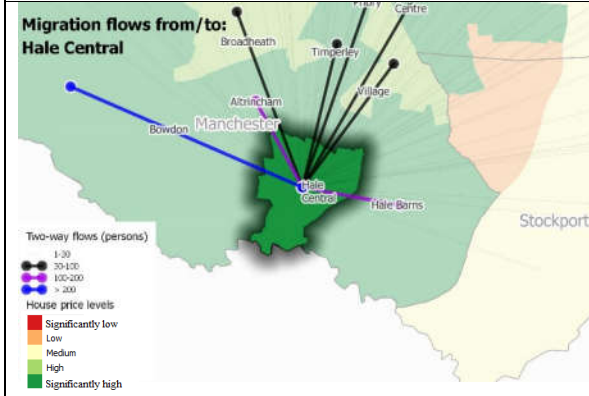 Migration flows from/to:
Hale Central
Centre
Broadheath
Timperley
Village
Altrincham
Manchester
Bowdon
Hale
Central
Hale Barns
Stockport
Two-way flows (persons)
1-30
30-100
100-200
> 200
House price levels
Significantly low
Low
Medium
High
Significantly high